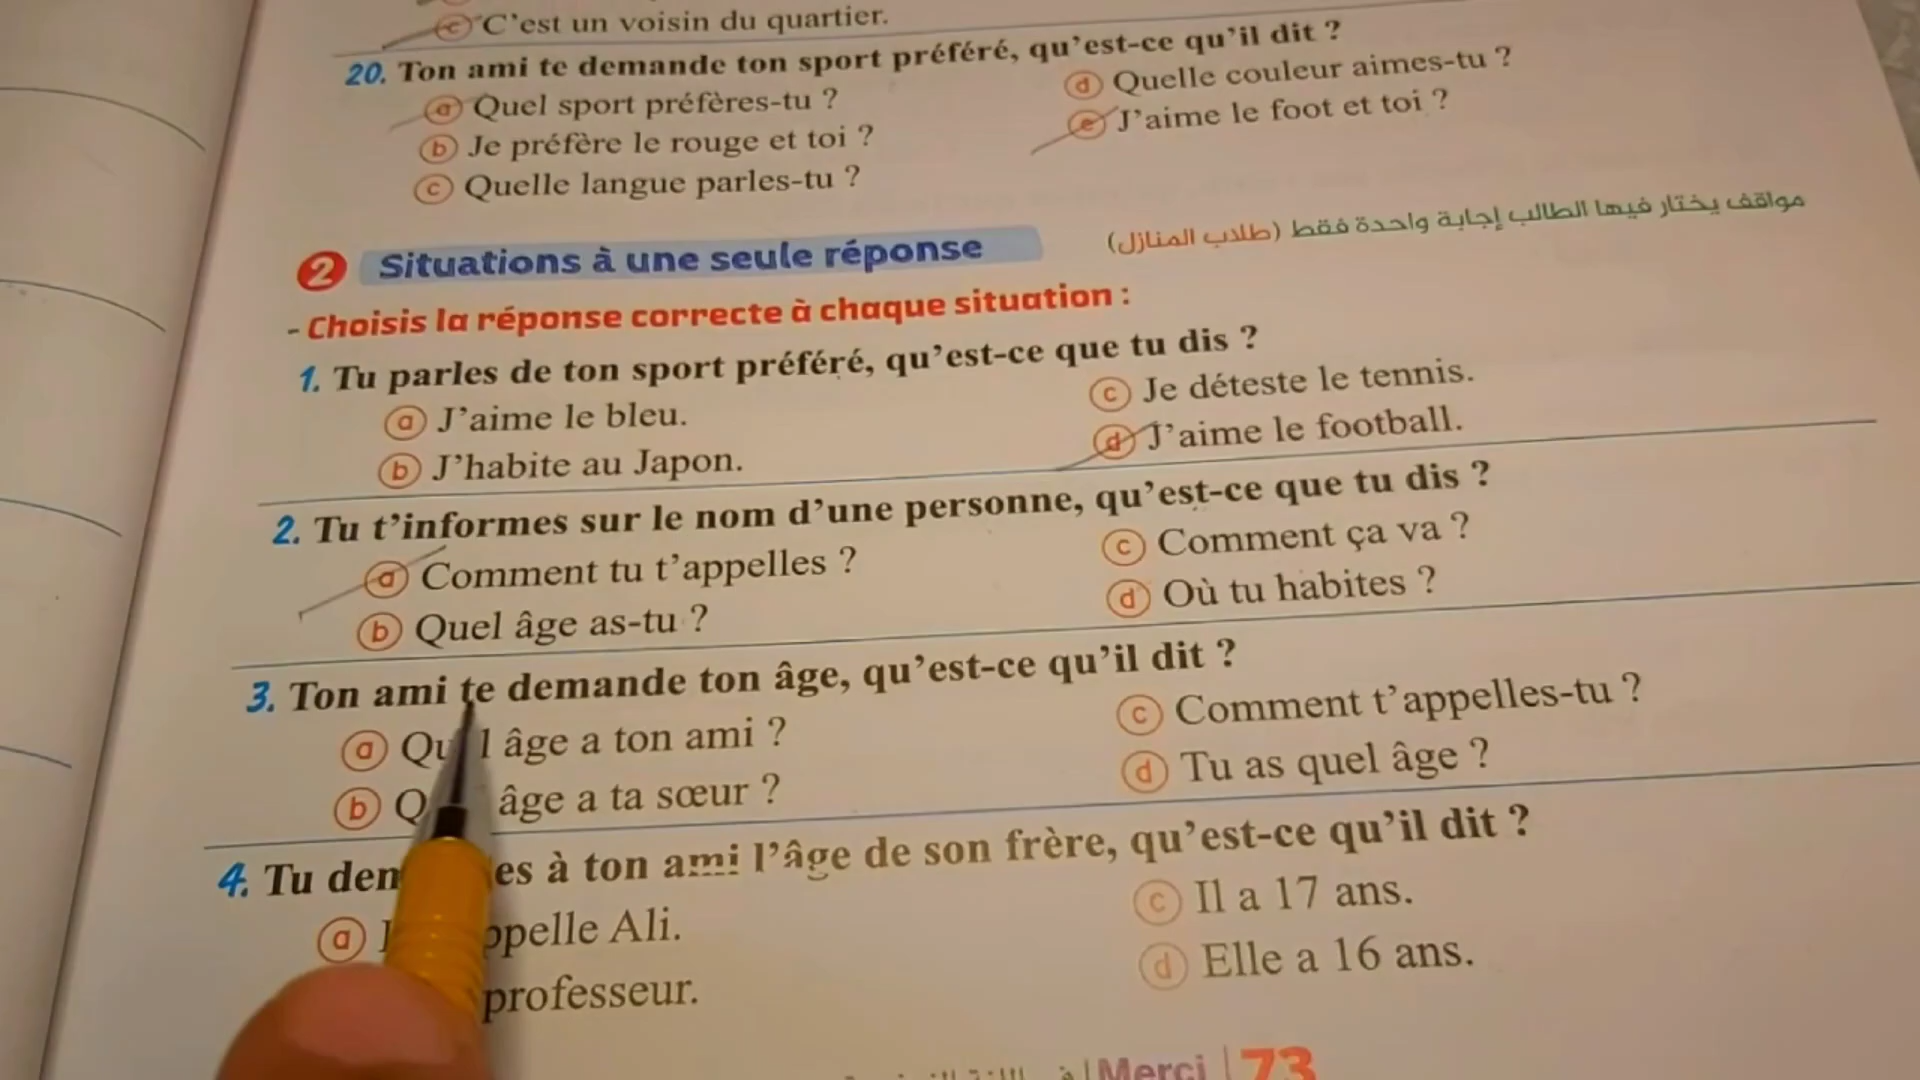 c C'est un voisin du quartier.
20. Ton ami te demande ton sport préféré, qu'est-ce qu'il dit ?
a Quel sport préfères-tu ?
d Quelle couleur aimes-tu ?
b Je préfère le rouge et toi ?
e J'aime le foot et toi ?
c Quelle langue parles-tu ?
2 Situations à une seule réponse
مواقف يختار فيها الطالب إجابة واحدة فقط (طلاب المنازل)
- Choisis la réponse correcte à chaque situation :
1. Tu parles de ton sport préféré, qu'est-ce que tu dis ?
a J'aime le bleu.
c Je déteste le tennis.
b J'habite au Japon.
d J'aime le football.
2. Tu t'informes sur le nom d'une personne, qu'est-ce que tu dis ?
a Comment tu t'appelles ?
c Comment ça va ?
b Quel âge as-tu ?
d Où tu habites ?
3. Ton ami te demande ton âge, qu'est-ce qu'il dit ?
a Quel âge a ton ami ?
c Comment t'appelles-tu ?
b âge a ta sœur ?
d Tu as quel âge ?
4. Tu à ton ami l'âge de son frère, qu'est-ce qu'il dit ?
a Ali.
c Il a 17 ans.
professeur.
d Elle a 16 ans.
Merci | 73